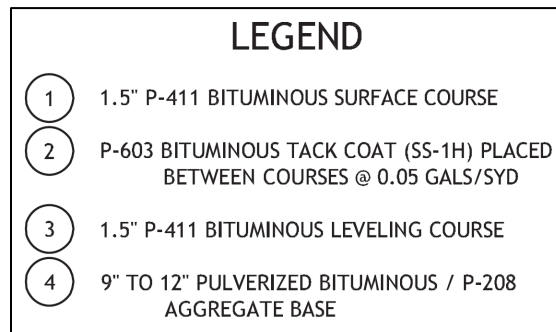 LEGEND
1 1.5" P-411 BITUMINOUS SURFACE COURSE
2 P-603 BITUMINOUS TACK COAT (SS-1H) PLACED
BETWEEN COURSES @ 0.05 GALS/SYD
3 1.5" P-411 BITUMINOUS LEVELING COURSE
4 9" TO 12" PULVERIZED BITUMINOUS / P-208
AGGREGATE BASE